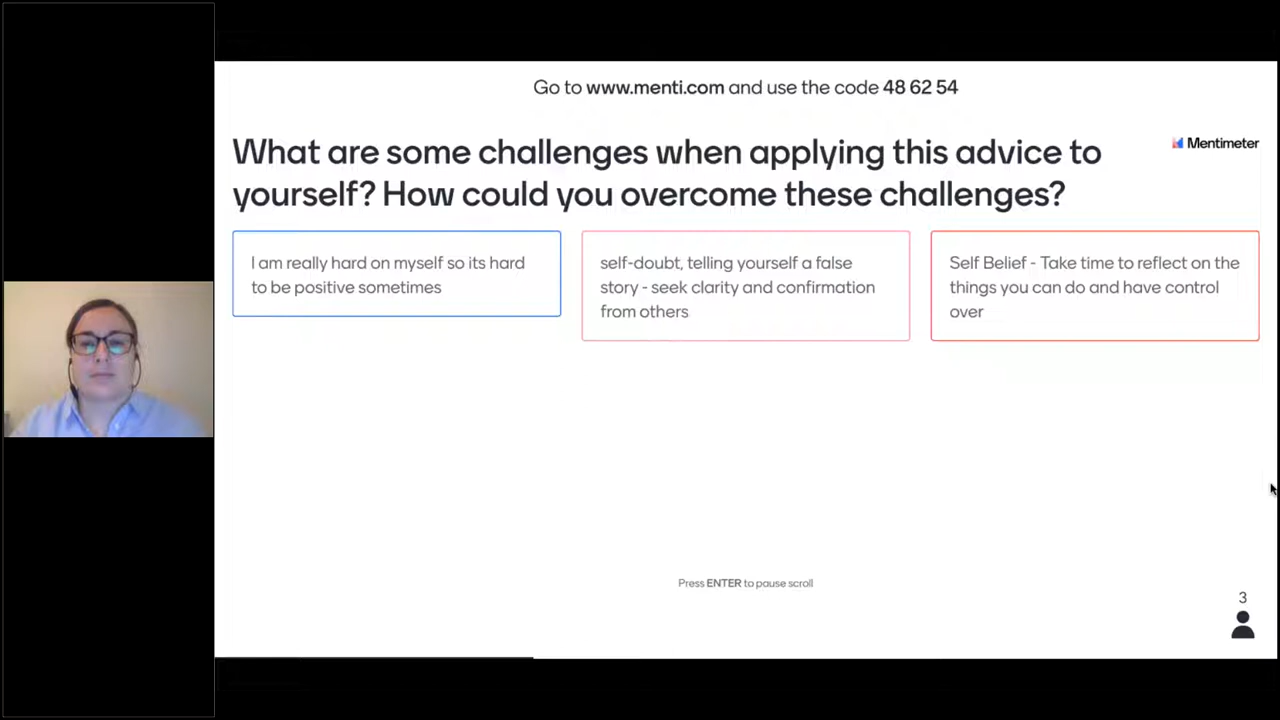 Go to www.menti.com and use the code 48 62 54
Mentimeter
What are some challenges when applying this advice to
yourself? How could you overcome these challenges?
I am really hard on myself so its hard
to be positive sometimes
self-doubt, telling yourself a false
story - seek clarity and confirmation
from others
Self Belief - Take time to reflect on the
things you can do and have control
over
Press ENTER to pause scroll
3